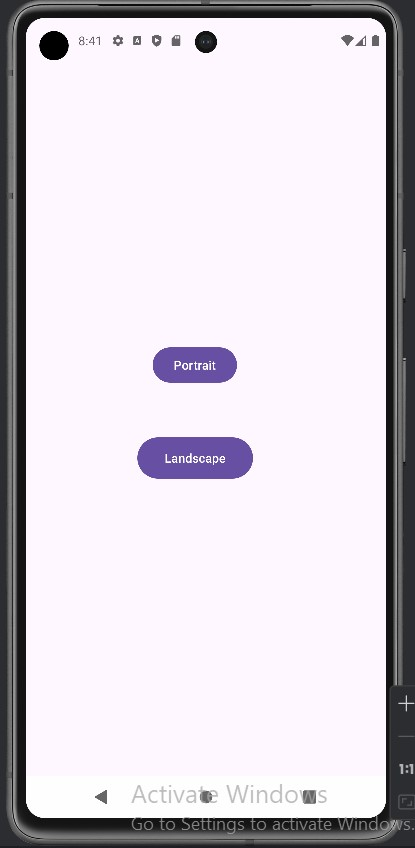 8:41
Portrait
Landscape
1:1
Activate Windows
Go to Settings to activate Windows.